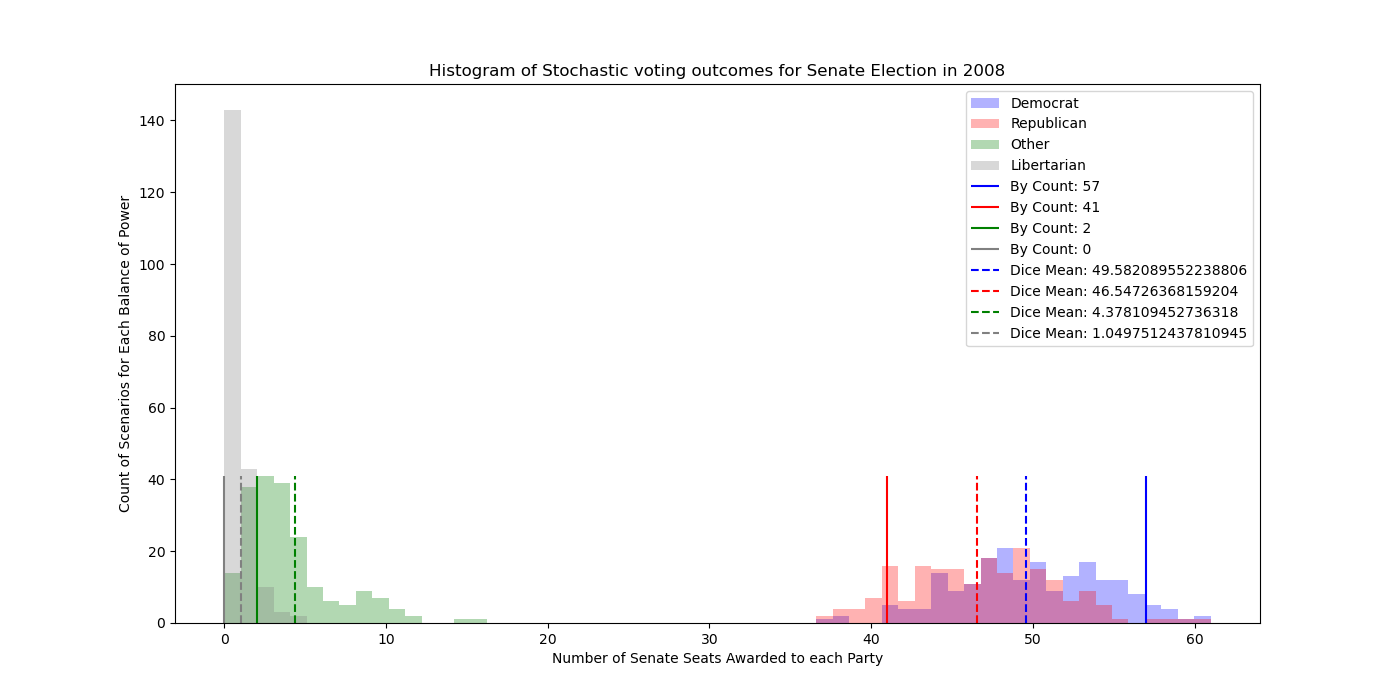 Histogram of Stochastic voting outcomes for Senate Election in 2008
Count of Scenarios for Each Balance of Power
140
120
100
80
60
40
20
0
Democrat
Republican
Other
Libertarian
By Count: 57
By Count: 41
By Count: 2
By Count: 0
Dice Mean: 49.582089552238806
Dice Mean: 46.54726368159204
Dice Mean: 4.378109452736318
Dice Mean: 1.0497512437810945
0 10 20 30 40 50 60
Number of Senate Seats Awarded to each Party